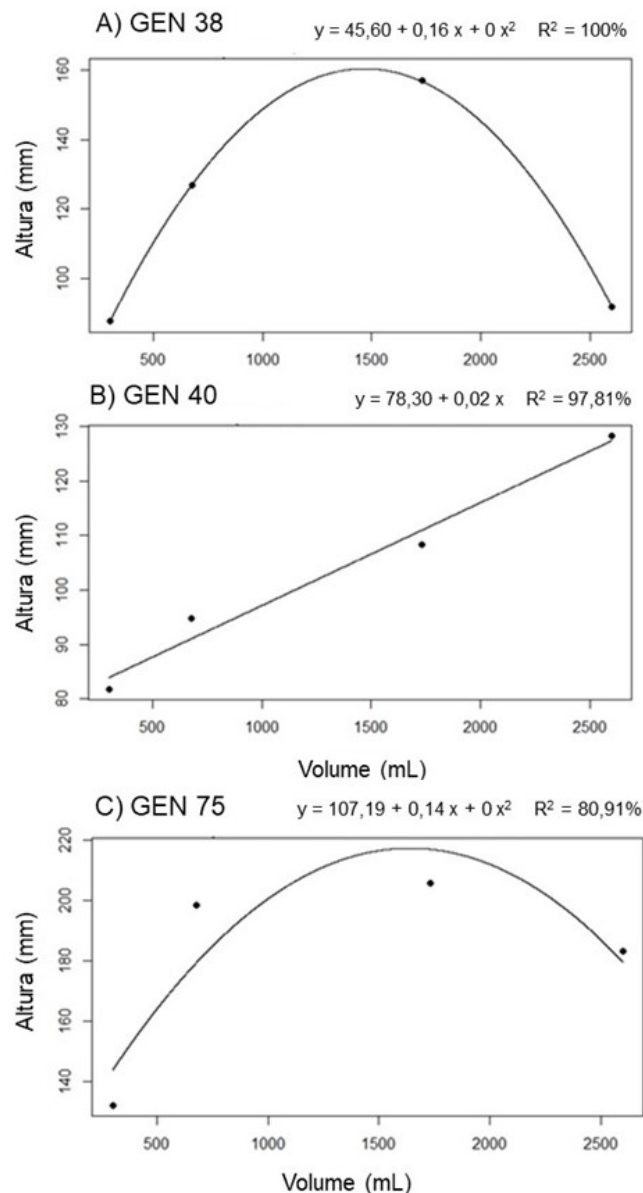 A) GEN 38
y = 45,60 + 0,16 x + 0 x² R² = 100%
Altura (mm)
160
140
120
100
500 1000 1500 2000 2500
B) GEN 40
y = 78,30 + 0,02 x R² = 97,81%
Altura (mm)
130
120
110
100
90
80
500 1000 1500 2000 2500
Volume (mL)
C) GEN 75
y = 107,19 + 0,14 x + 0 x² R² = 80,91%
Altura (mm)
220
200
180
160
140
500 1000 1500 2000 2500
Volume (mL)